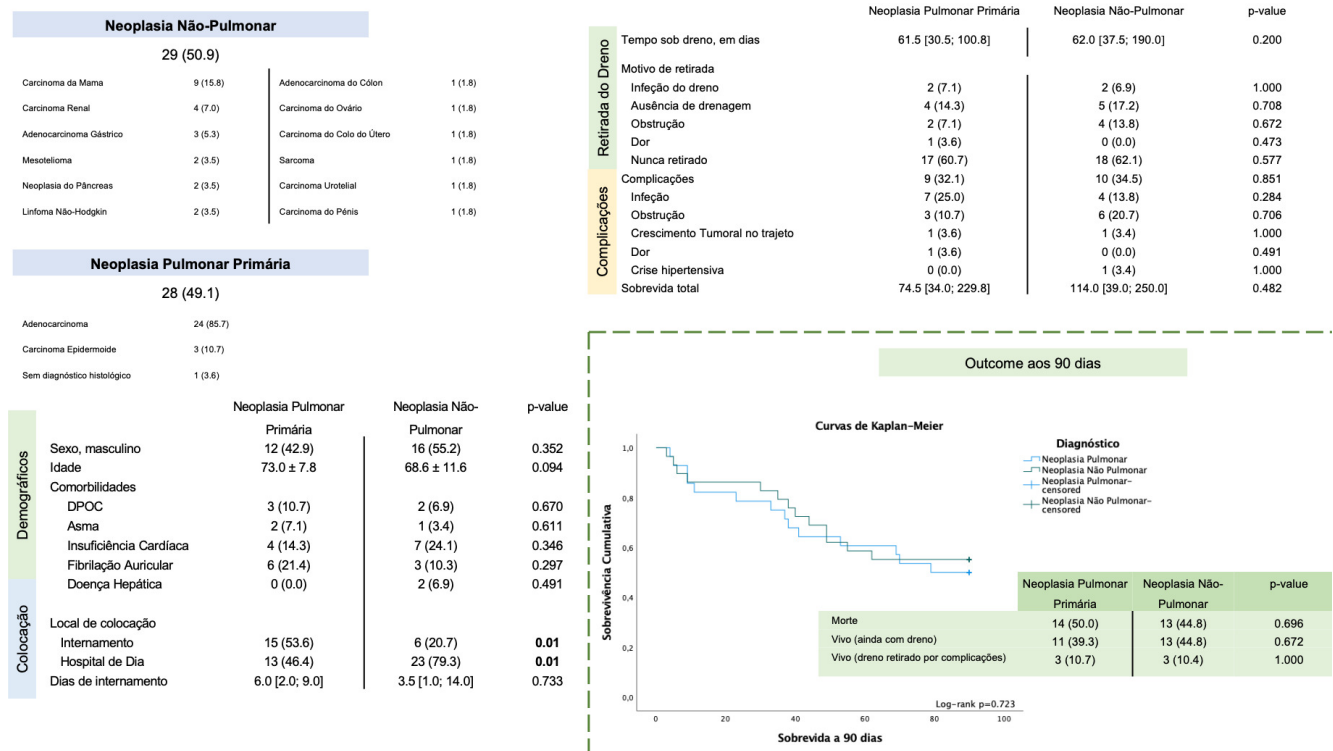 Neoplasia Não-Pulmonar
29 (50.9)
Carcinoma da Mama 9 (15.8) Adenocarcinoma do Cólon 1 (1.8)
Carcinoma Renal 4 (7.0) Carcinoma do Ovário 1 (1.8)
Adenocarcinoma Gástrico 3 (5.3) Carcinoma do Colo do Útero 1 (1.8)
Mesotelioma 2 (3.5) Sarcoma 1 (1.8)
Neoplasia do Pâncreas 2 (3.5) Carcinoma Urotelial 1 (1.8)
Linfoma Não-Hodgkin 2 (3.5) Carcinoma do Pénis 1 (1.8)
Neoplasia Pulmonar Primária
28 (49.1)
Adenocarcinoma 24 (85.7)
Carcinoma Epidermoide 3 (10.7)
Sem diagnóstico histológico 1 (3.6)
Neoplasia Pulmonar Neoplasia Não- p-value
Primária Pulmonar
Demográficos
Sexo, masculino 12 (42.9) 16 (55.2) 0.352
Idade 73.0 ± 7.8 68.6 ± 11.6 0.094
Comorbilidades
DPOC 3 (10.7) 2 (6.9) 0.670
Asma 2 (7.1) 1 (3.4) 0.611
Insuficiência Cardíaca 4 (14.3) 7 (24.1) 0.346
Fibrilação Auricular 6 (21.4) 3 (10.3) 0.297
Doença Hepática 0 (0.0) 2 (6.9) 0.491
Colocação
Local de colocação
Internamento 15 (53.6) 6 (20.7) 0.01
Hospital de Dia 13 (46.4) 23 (79.3) 0.01
Dias de internamento 6.0 [2.0; 9.0] 3.5 [1.0; 14.0] 0.733
Neoplasia Pulmonar Primária Neoplasia Não-Pulmonar p-value
Retirada do Dreno
Tempo sob dreno, em dias 61.5 [30.5; 100.8] 62.0 [37.5; 190.0] 0.200
Motivo de retirada
Infeção do dreno 2 (7.1) 2 (6.9) 1.000
Ausência de drenagem 4 (14.3) 5 (17.2) 0.708
Obstrução 2 (7.1) 4 (13.8) 0.672
Dor 1 (3.6) 0 (0.0) 0.473
Nunca retirado 17 (60.7) 18 (62.1) 0.577
Complicações
Complicações 9 (32.1) 10 (34.5) 0.851
Infeção 7 (25.0) 4 (13.8) 0.284
Obstrução 3 (10.7) 6 (20.7) 0.706
Crescimento Tumoral no trajeto 1 (3.6) 1 (3.4) 1.000
Dor 1 (3.6) 0 (0.0) 0.491
Crise hipertensiva 0 (0.0) 1 (3.4) 1.000
Sobrevida total 74.5 [34.0; 229.8] 114.0 [39.0; 250.0] 0.482
Outcome aos 90 dias
Curvas de Kaplan-Meier
Sobrevivência Cumulativa
1,0
0,8
0,6
0,4
0,2
0,0
0 20 40 60 80 100
Sobrevida a 90 dias
Log-rank p=0.723
Diagnóstico
Neoplasia Pulmonar
Neoplasia Não Pulmonar
Neoplasia Pulmonar-
censored
Neoplasia Não Pulmonar-
censored
Neoplasia Pulmonar Neoplasia Não- p-value
Primária Pulmonar
Morte 14 (50.0) 13 (44.8) 0.696
Vivo (ainda com dreno) 11 (39.3) 13 (44.8) 0.672
Vivo (dreno retirado por complicações) 3 (10.7) 3 (10.4) 1.000